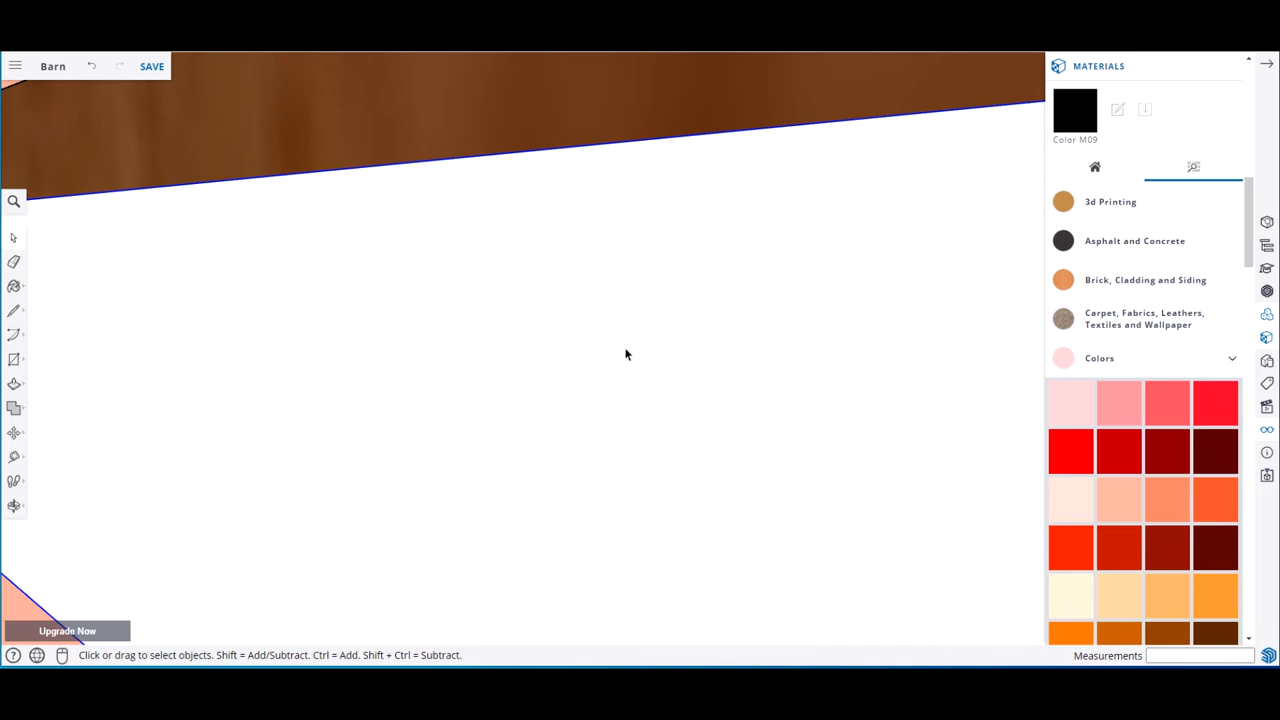 Barn
SAVE
MATERIALS
Color M09
3d Printing
Asphalt and Concrete
Brick, Cladding and Siding
Carpet, Fabrics, Leathers,
Textiles and Wallpaper
Colors
Upgrade Now
Click or drag to select objects. Shift = Add/Subtract. Ctrl = Add. Shift + Ctrl = Subtract.
Measurements